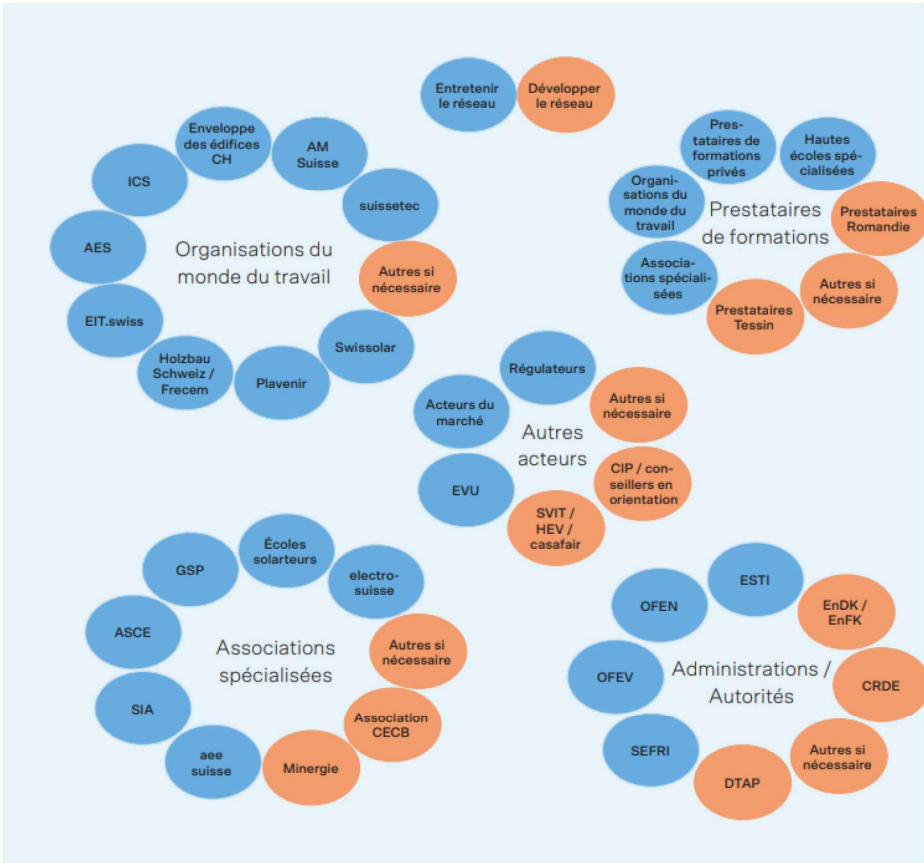 Entretenir
le réseau
Développer
le réseau
Organisations du
monde du travail
Enveloppe
des édifices
CH
AM
Suisse
suissetec
Autres si
nécessaire
Swissolar
Plavenir
Holzbau
Schweiz /
Frecem
EIT.swiss
AES
ICS
Prestataires
de formations
Pres-
tataires de
formations
privés
Hautes
écoles spé-
cialisées
Prestataires
Romandie
Autres si
nécessaire
Prestataires
Tessin
Associa-
tions spéciali-
sées
Organi-
sations du
monde du
travail
Autres
acteurs
Régulateurs
Autres si
nécessaire
CIP / con-
seillers en
orientation
SVIT /
HEV /
casafair
EVU
Acteurs du
marché
Associations
spécialisées
Écoles
solarteurs
electro-
suisse
Autres si
nécessaire
Association
CECB
Minergie
aee
suisse
SIA
ASCE
GSP
Administrations /
Autorités
ESTI
EnDK /
EnFK
CRDE
Autres si
nécessaire
DTAP
SEFRI
OFEV
OFEN